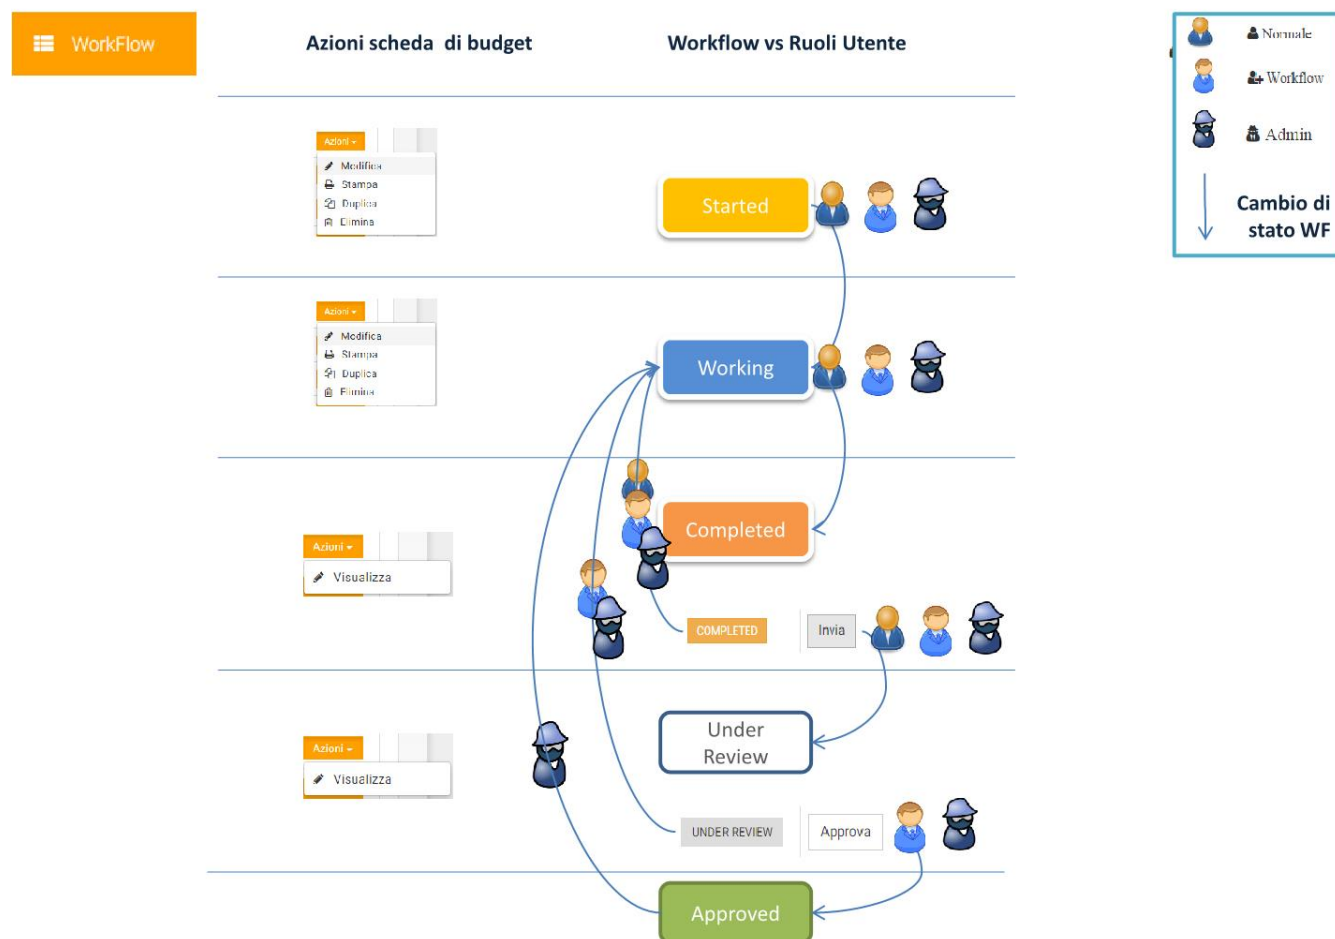 WorkFlow
Azioni scheda di budget
Workflow vs Ruoli Utente
Normale
Workflow
Admin
Cambio di
stato WF
Azioni
Modifica
Stampa
Duplica
Elimina
Started
Azioni
Modifica
Stampa
Duplica
Elimina
Working
Completed
Azioni
Visualizza
COMPLETED
Invia
Under
Review
Azioni
Visualizza
UNDER REVIEW
Approva
Approved